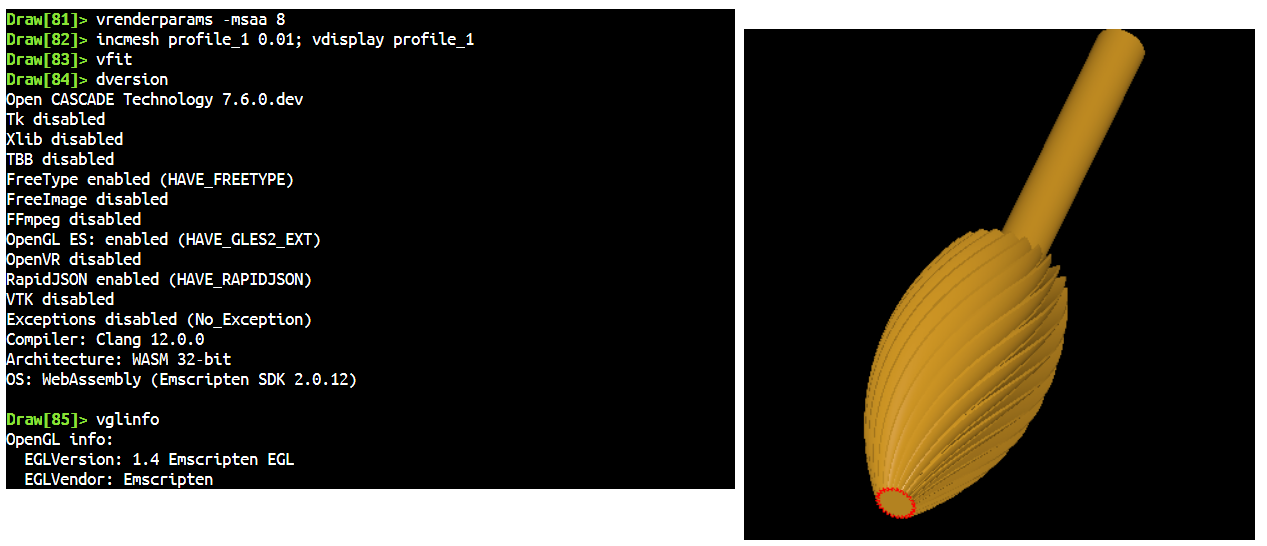 Draw[81]> vrenderparams -msaa 8
Draw[82]> incmesh profile_1 0.01; vdisplay profile_1
Draw[83]> vfit
Draw[84]> dversion
Open CASCADE Technology 7.6.0.dev
Tk disabled
Xlib disabled
TBB disabled
FreeType enabled (HAVE_FREETYPE)
FreeImage disabled
FFmpeg disabled
OpenGL ES: enabled (HAVE_GLES2_EXT)
OpenVR disabled
RapidJSON enabled (HAVE_RAPIDJSON)
VTK disabled
Exceptions disabled (No_Exception)
Compiler: Clang 12.0.0
Architecture: WASM 32-bit
OS: WebAssembly (Emscripten SDK 2.0.12)
Draw[85]> vglinfo
OpenGL info:
  EGLVersion: 1.4 Emscripten EGL
  EGLVendor: Emscripten